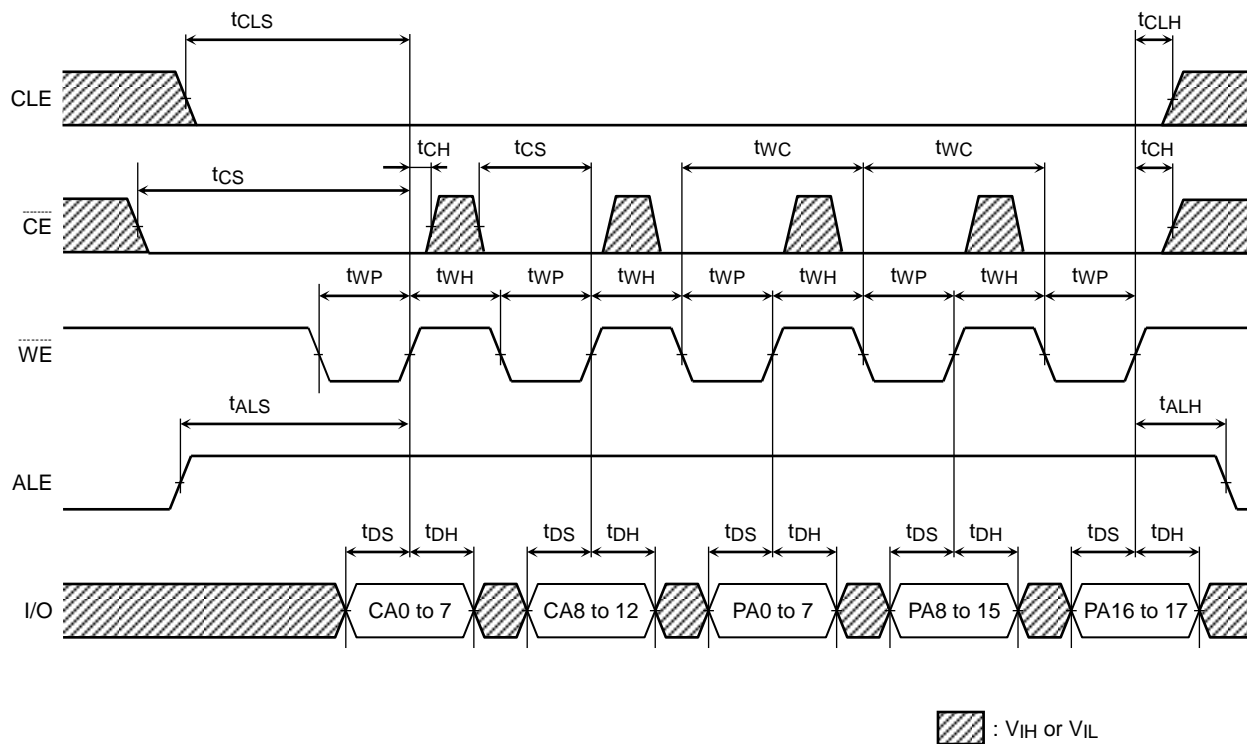 tCLS tCLH
CLE
tCH tCS tWC tWC tCH
tCS
CE
tWP tWH tWP tWH tWP tWH tWP tWH tWP
WE
tALS tALH
ALE
tDS tDH tDS tDH tDS tDH tDS tDH tDS tDH
I/O CA0 to 7 CA8 to 12 PA0 to 7 PA8 to 15 PA16 to 17
: VIH or VIL